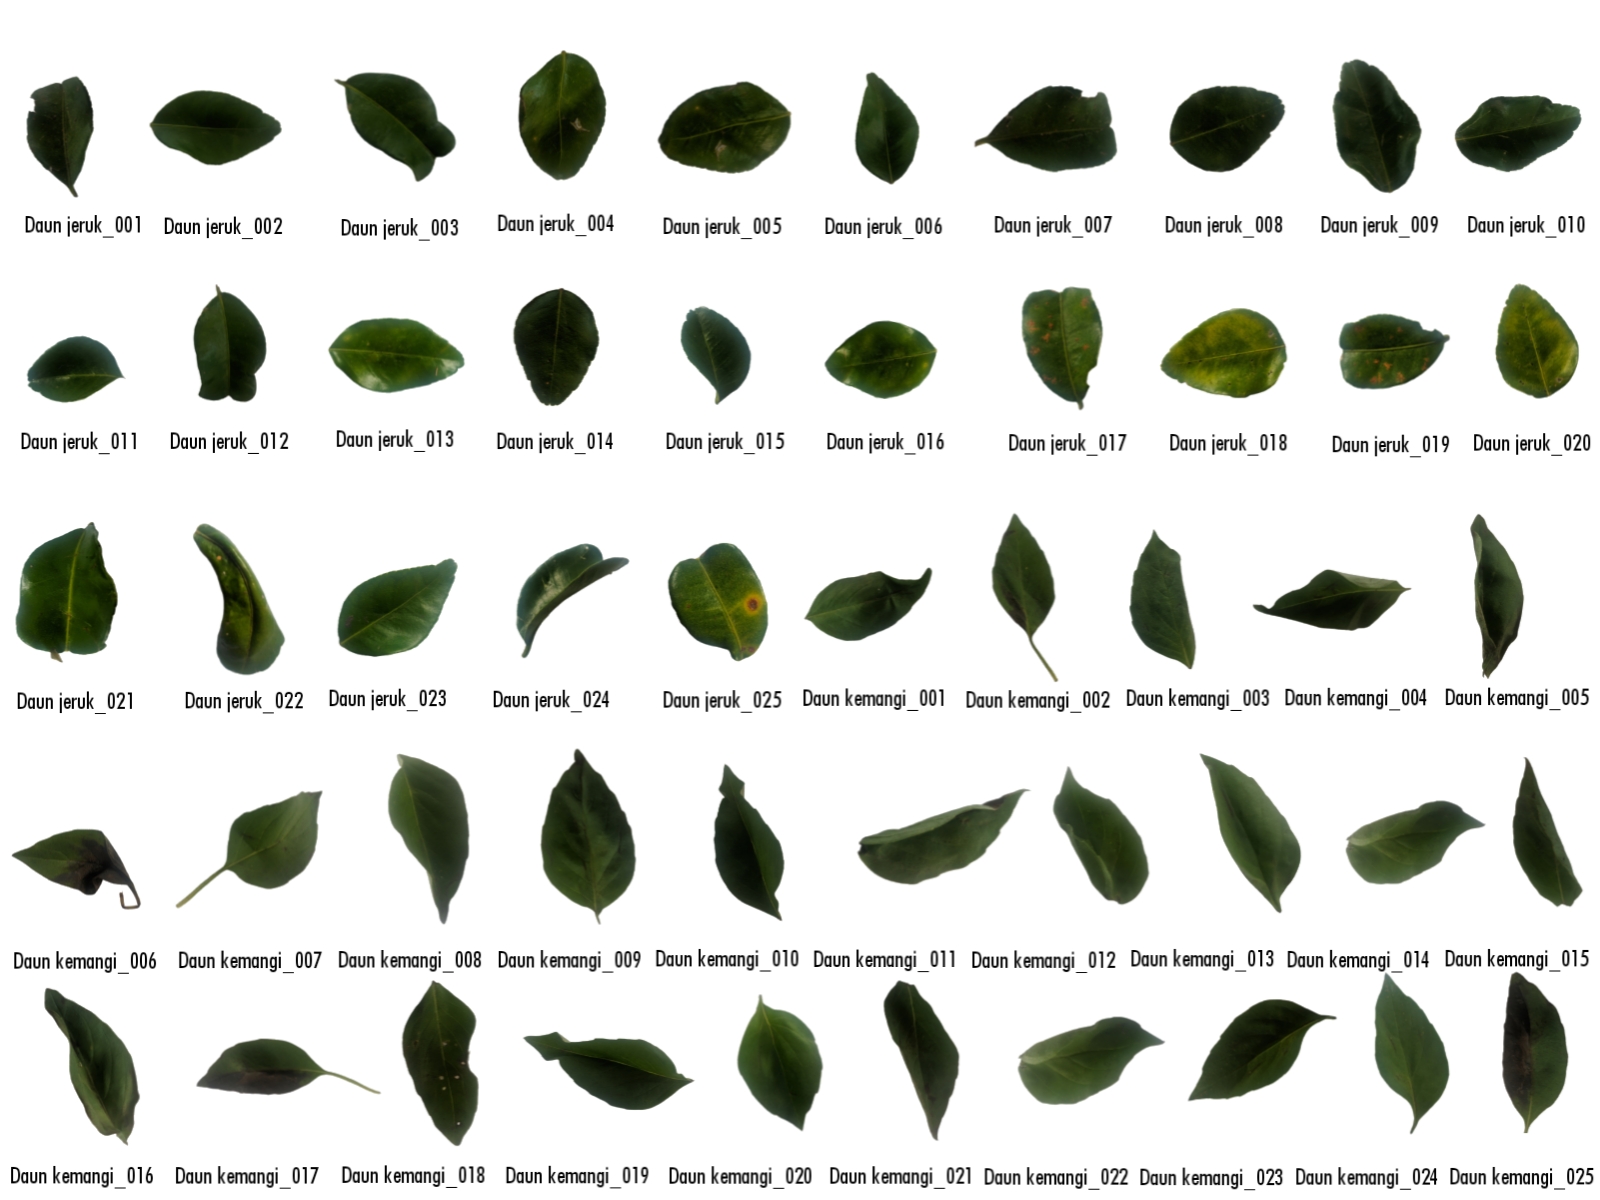 Daun jeruk_001 Daun jeruk_002 Daun jeruk_003 Daun jeruk_004 Daun jeruk_005 Daun jeruk_006 Daun jeruk_007 Daun jeruk_008 Daun jeruk_009 Daun jeruk_010
Daun jeruk_011 Daun jeruk_012 Daun jeruk_013 Daun jeruk_014 Daun jeruk_015 Daun jeruk_016 Daun jeruk_017 Daun jeruk_018 Daun jeruk_019 Daun jeruk_020
Daun jeruk_021 Daun jeruk_022 Daun jeruk_023 Daun jeruk_024 Daun jeruk_025 Daun kemangi_001 Daun kemangi_002 Daun kemangi_003 Daun kemangi_004 Daun kemangi_005
Daun kemangi_006 Daun kemangi_007 Daun kemangi_008 Daun kemangi_009 Daun kemangi_010 Daun kemangi_011 Daun kemangi_012 Daun kemangi_013 Daun kemangi_014 Daun kemangi_015
Daun kemangi_016 Daun kemangi_017 Daun kemangi_018 Daun kemangi_019 Daun kemangi_020 Daun kemangi_021 Daun kemangi_022 Daun kemangi_023 Daun kemangi_024 Daun kemangi_025